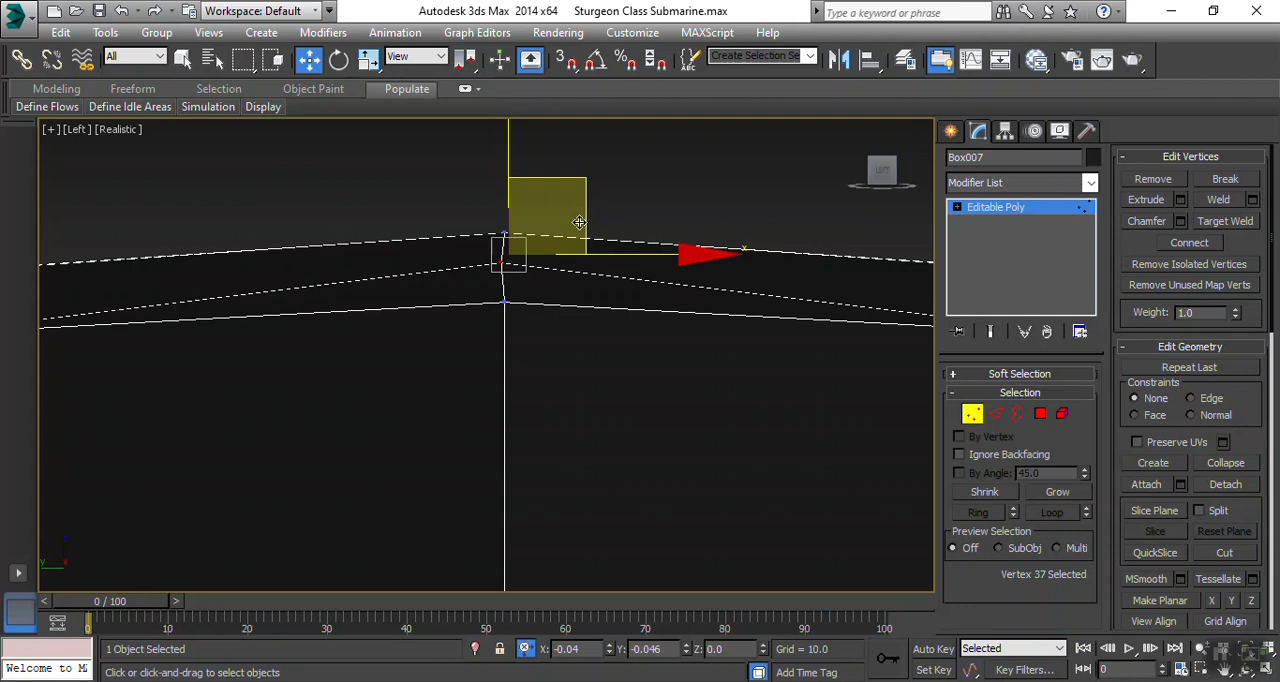 Workspace: Default
Autodesk 3ds Max  2014 x64
Sturgeon Class Submarine.max
Type a keyword or phrase
Edit
Tools
Group
Views
Create
Modifiers
Animation
Graph Editors
Rendering
Customize
MAXScript
Help
All
View
3
Create Selection Se
Modeling
Freeform
Selection
Object Paint
Populate
Define Flows
Define Idle Areas
Simulation
Display
[+] [Left] [Realistic]
LEFT
x
Box007
Modifier List
Editable Poly
Soft Selection
Selection
By Vertex
Ignore Backfacing
By Angle: 45.0
Shrink
Grow
Ring
Loop
Preview Selection
Off
SubObj
Multi
Vertex 37 Selected
Edit Vertices
Remove
Break
Extrude
Weld
Chamfer
Target Weld
Connect
Remove Isolated Vertices
Remove Unused Map Verts
Weight: 1.0
Edit Geometry
Repeat Last
Constraints
None
Edge
Face
Normal
Preserve UVs
Create
Collapse
Attach
Detach
Slice Plane
Split
Slice
Reset Plane
QuickSlice
Cut
MSmooth
Tessellate
Make Planar
X
Y
Z
View Align
Grid Align
0 / 100
0
10
20
30
40
50
60
70
80
90
100
1 Object Selected
X: -0.04
Y: -0.046
Z: 0.0
Grid = 10.0
Auto Key
Selected
Welcome to M
Click or click-and-drag to select objects
Add Time Tag
Set Key
Key Filters...
0